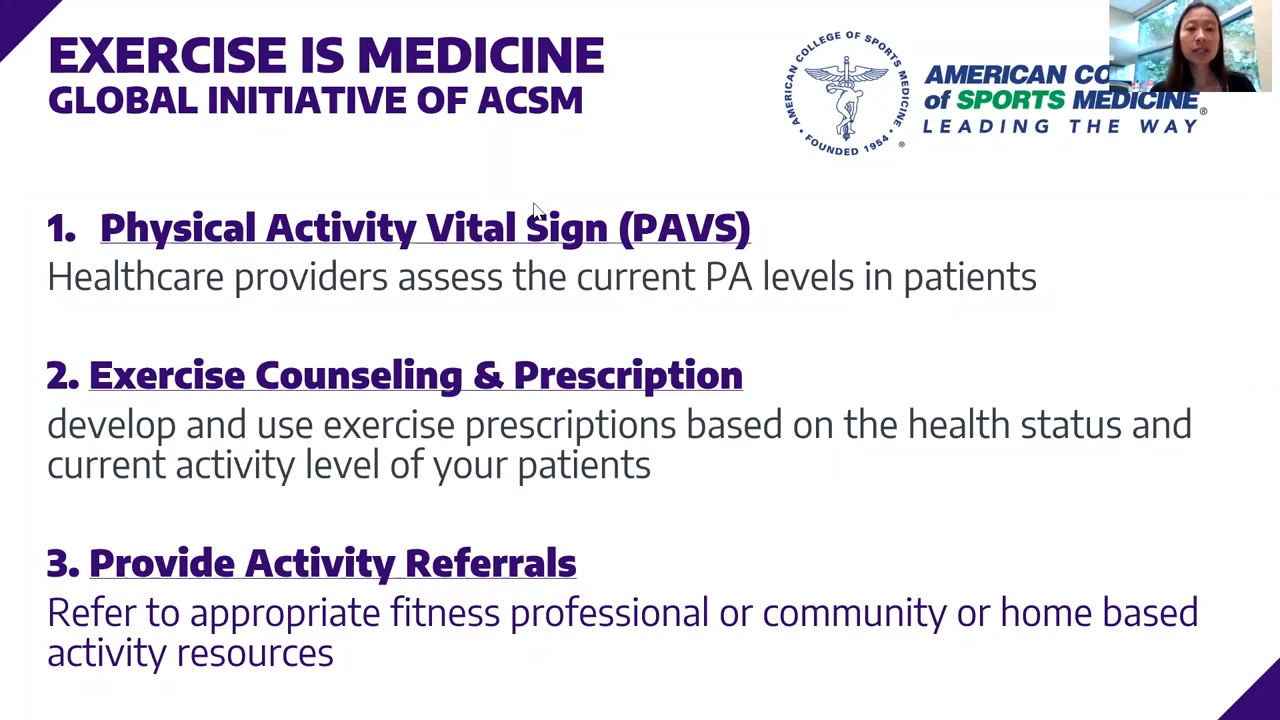 EXERCISE IS MEDICINE
GLOBAL INITIATIVE OF ACSM
AMERICAN COLLEGE OF SPORTS MEDICINE
• FOUNDED 1954 •
®
AMERICAN CO
of SPORTS MEDICINE®
LEADING THE WAY
1. Physical Activity Vital Sign (PAVS)
Healthcare providers assess the current PA levels in patients
2. Exercise Counseling & Prescription
develop and use exercise prescriptions based on the health status and
current activity level of your patients
3. Provide Activity Referrals
Refer to appropriate fitness professional or community or home based
activity resources